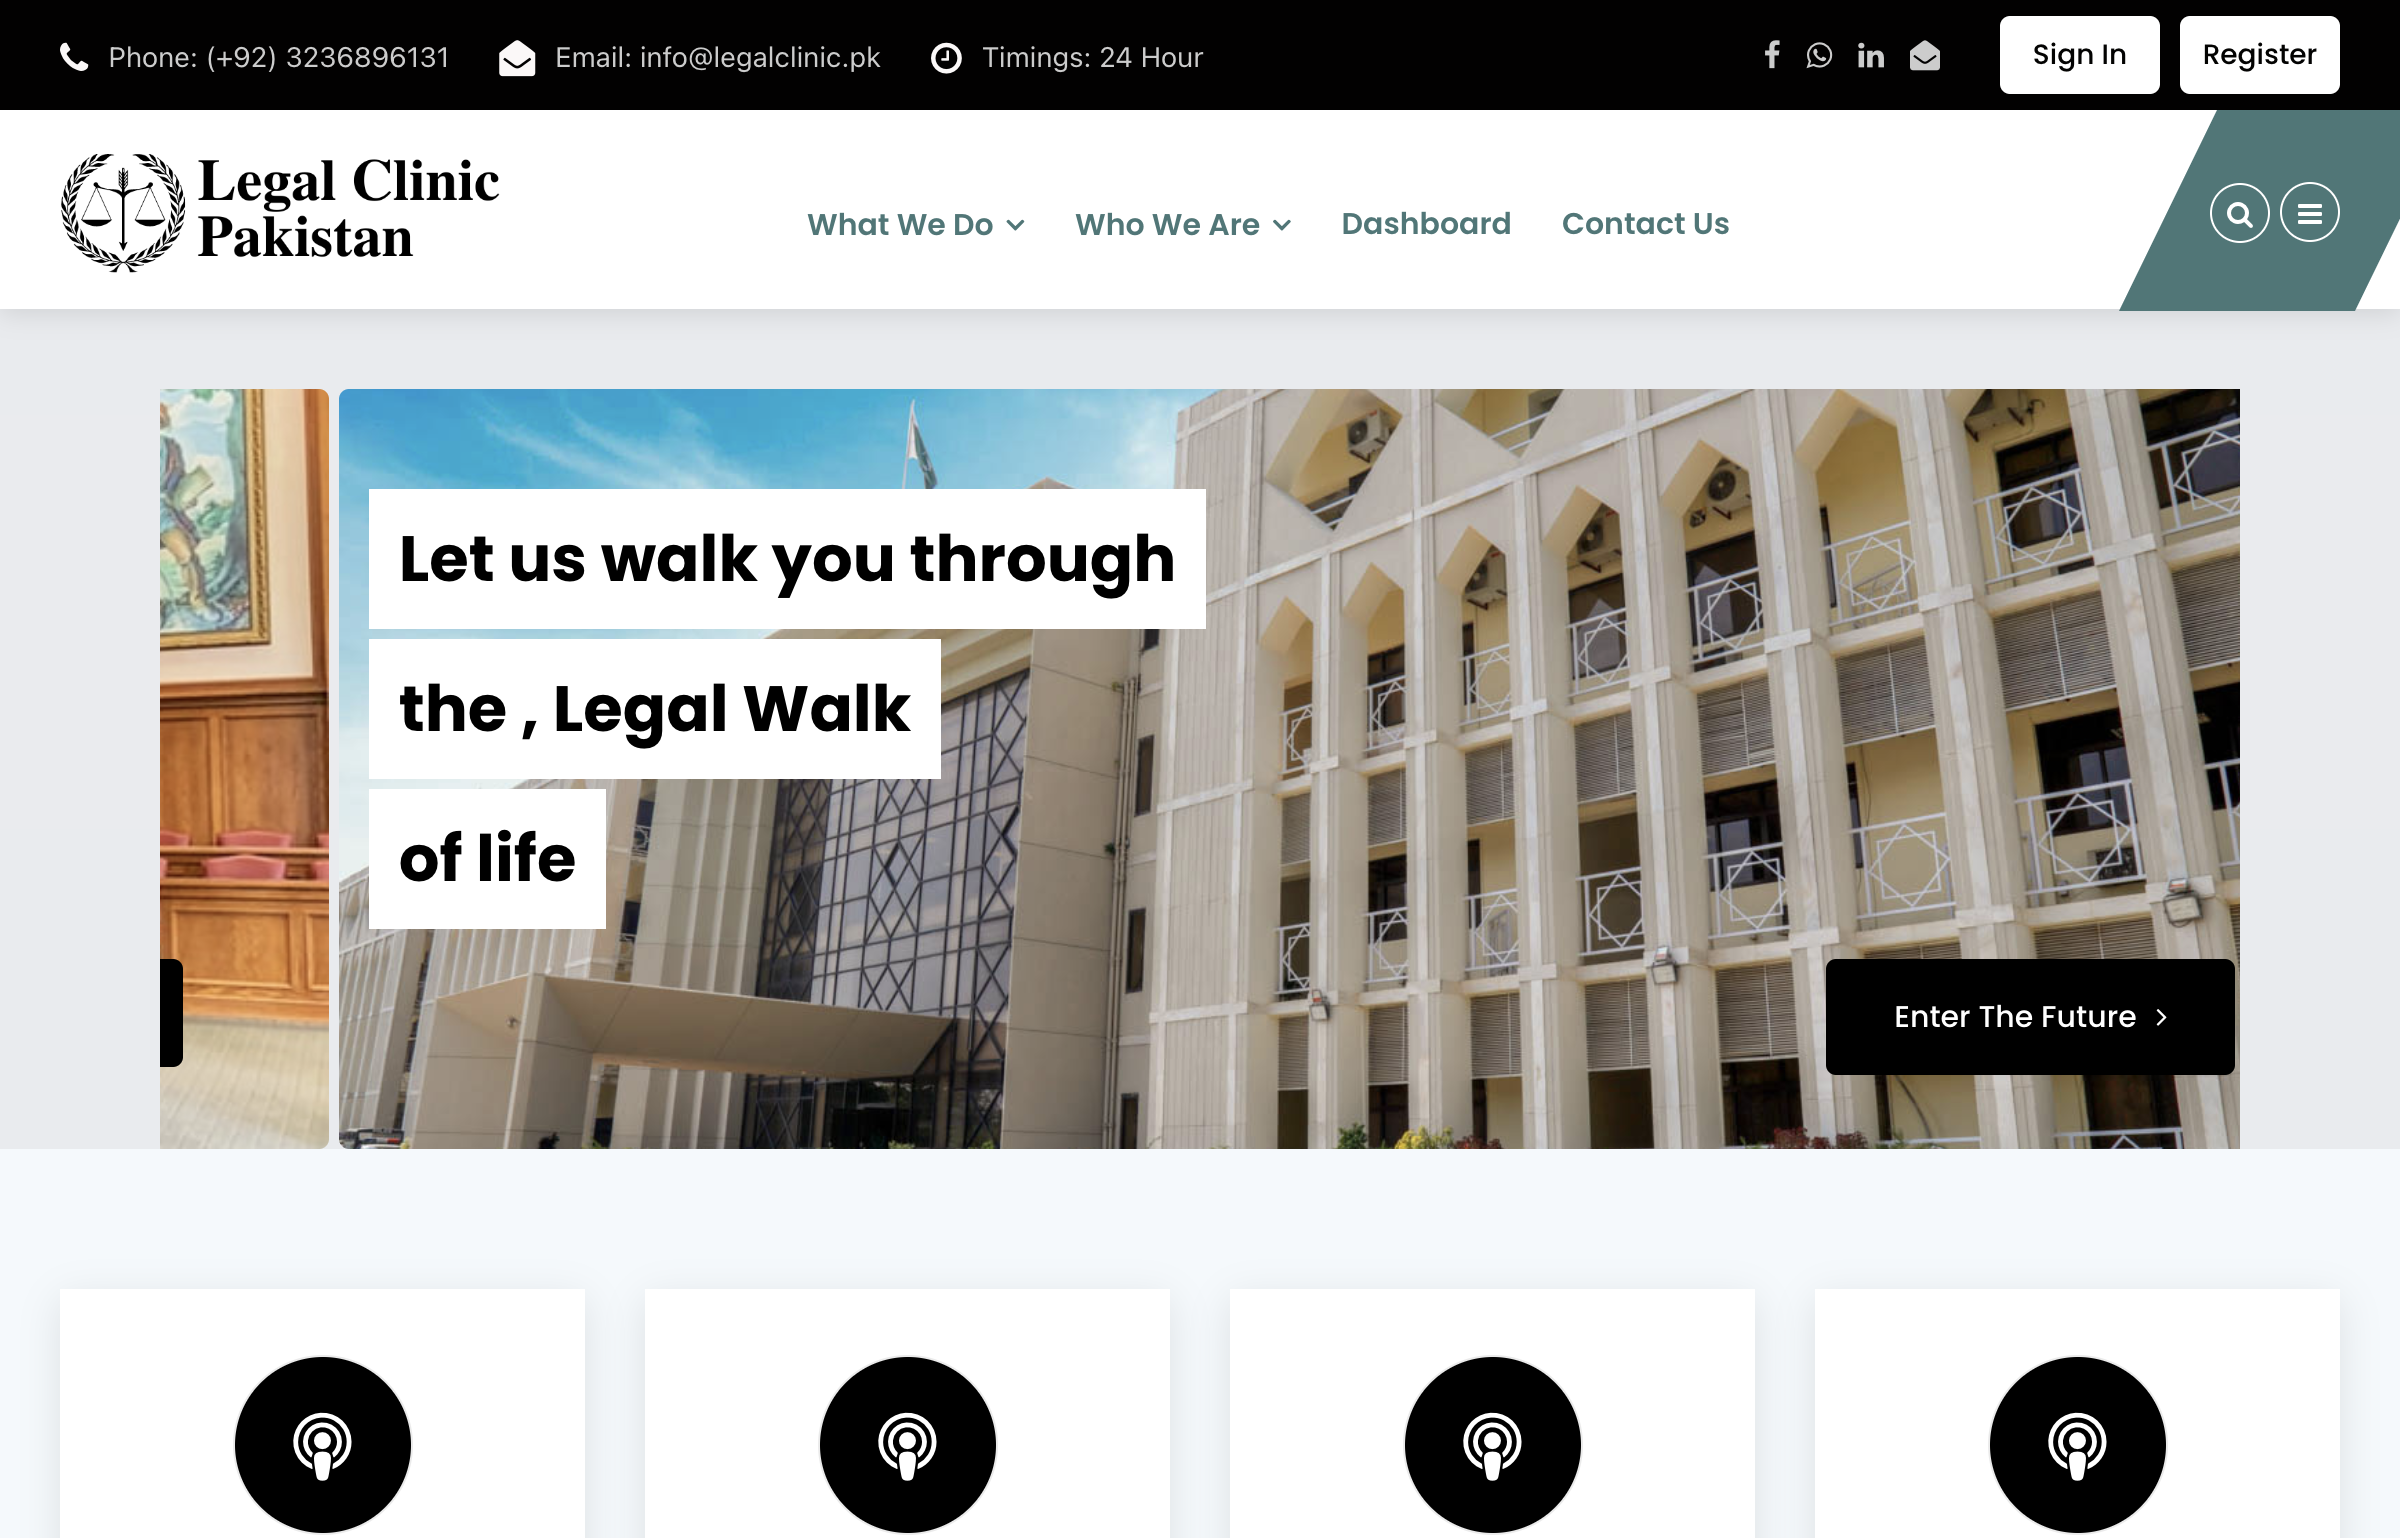 Phone: (+92) 3236896131
Email: info@legalclinic.pk
Timings: 24 Hour
Sign In
Register
Legal Clinic
Pakistan
What We Do
Who We Are
Dashboard
Contact Us
Let us walk you through
the , Legal Walk
of life
Enter The Future